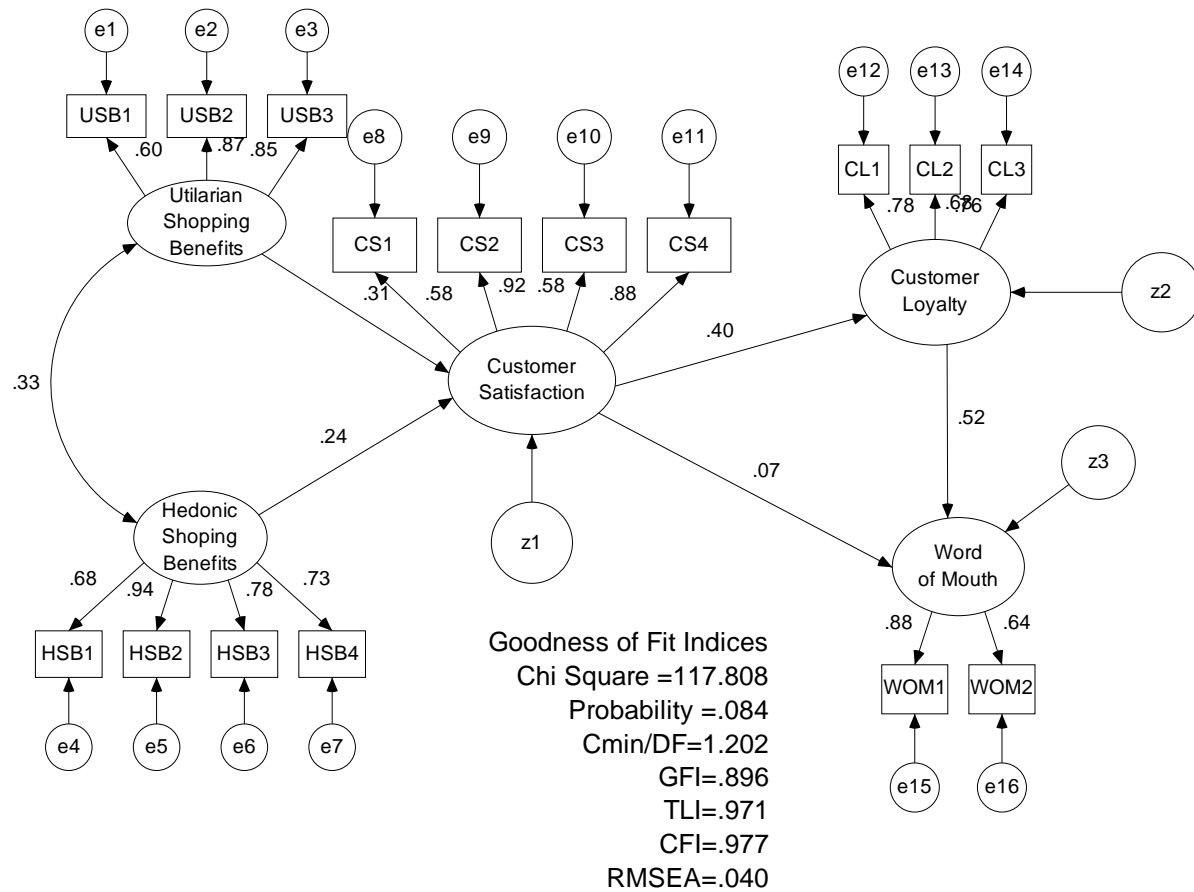 e1
e2
e3
USB1
USB2
USB3
.60
.87
.85
Utilarian
Shopping
Benefits
e8
e9
e10
e11
CS1
CS2
CS3
CS4
.31
.58
.92
.58
.88
e12
e13
e14
CL1
CL2
CL3
.78
.68
.76
Customer
Loyalty
z2
.40
Customer
Satisfaction
.33
.24
.52
.07
z3
z1
Hedonic
Shoping
Benefits
.68
.94
.78
.73
HSB1
HSB2
HSB3
HSB4
e4
e5
e6
e7
Word
of Mouth
.88
.64
WOM1
WOM2
e15
e16
Goodness of Fit Indices
Chi Square =117.808
Probability =.084
Cmin/DF=1.202
GFI=.896
TLI=.971
CFI=.977
RMSEA=.040